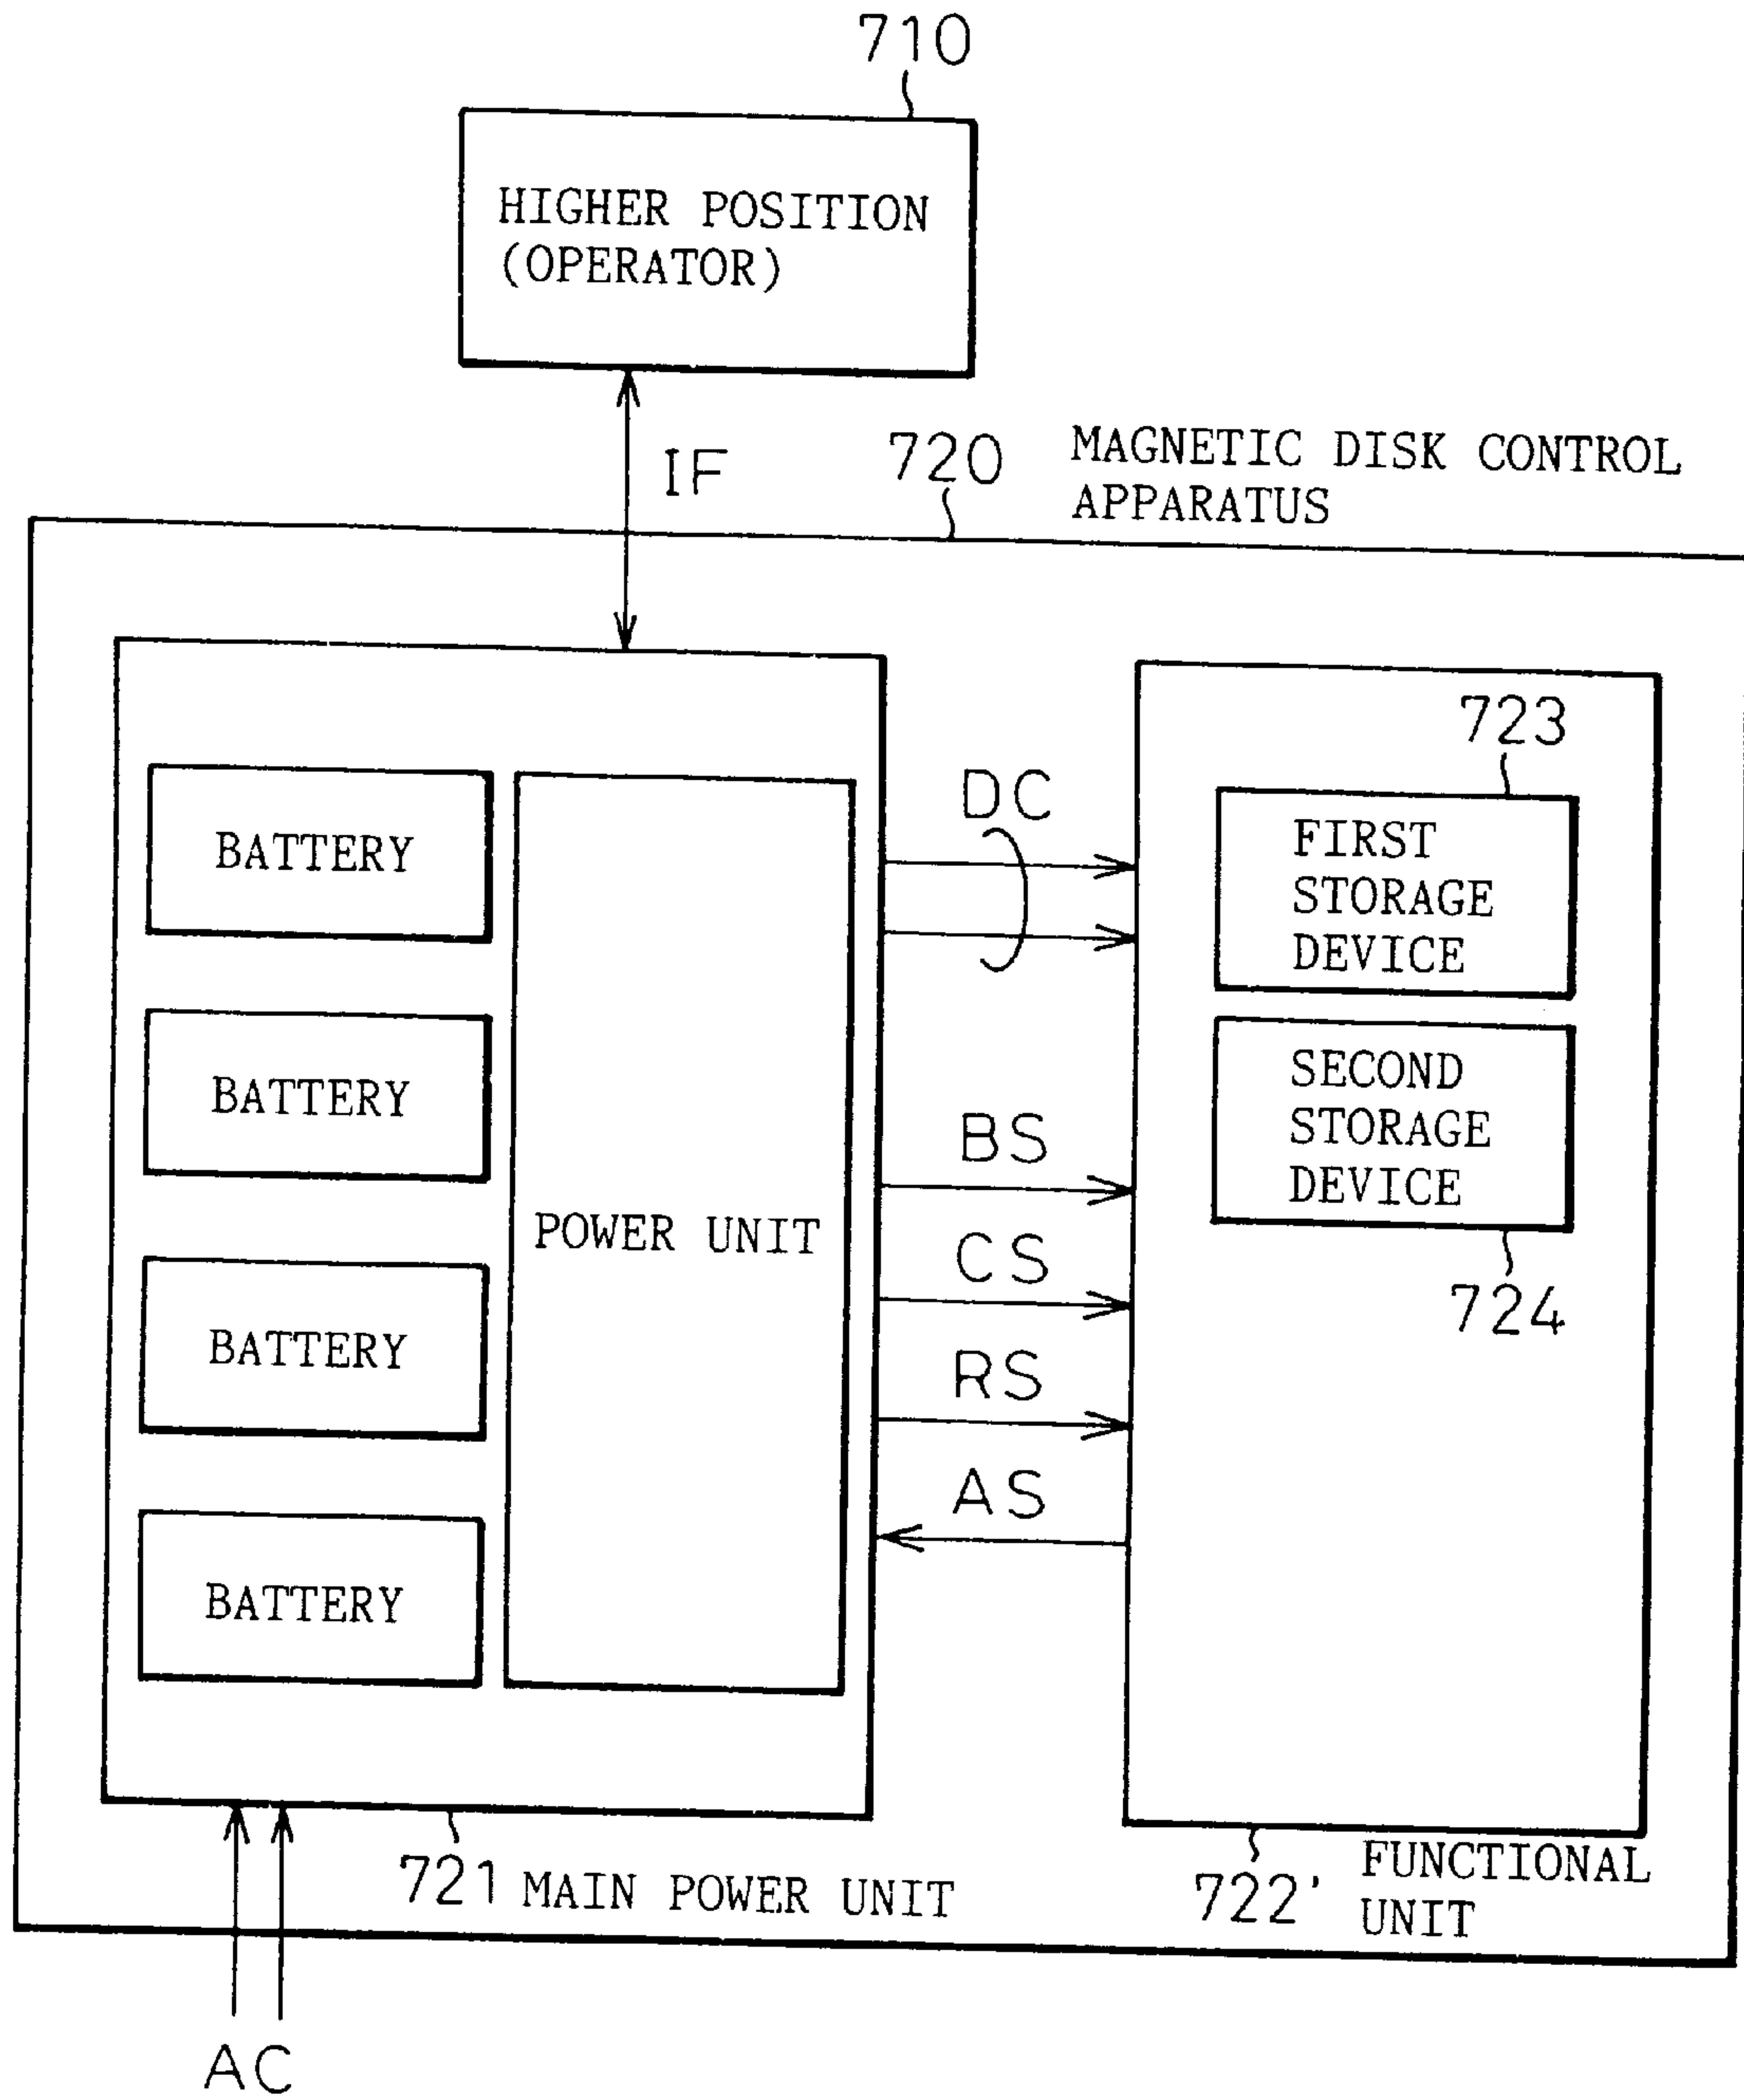 710
HIGHER POSITION
(OPERATOR)
IF
720
MAGNETIC DISK CONTROL
APPARATUS
BATTERY
BATTERY
BATTERY
BATTERY
POWER UNIT
DC
BS
CS
RS
AS
723
FIRST
STORAGE
DEVICE
SECOND
STORAGE
DEVICE
724
721 MAIN POWER UNIT
722' FUNCTIONAL
UNIT
AC